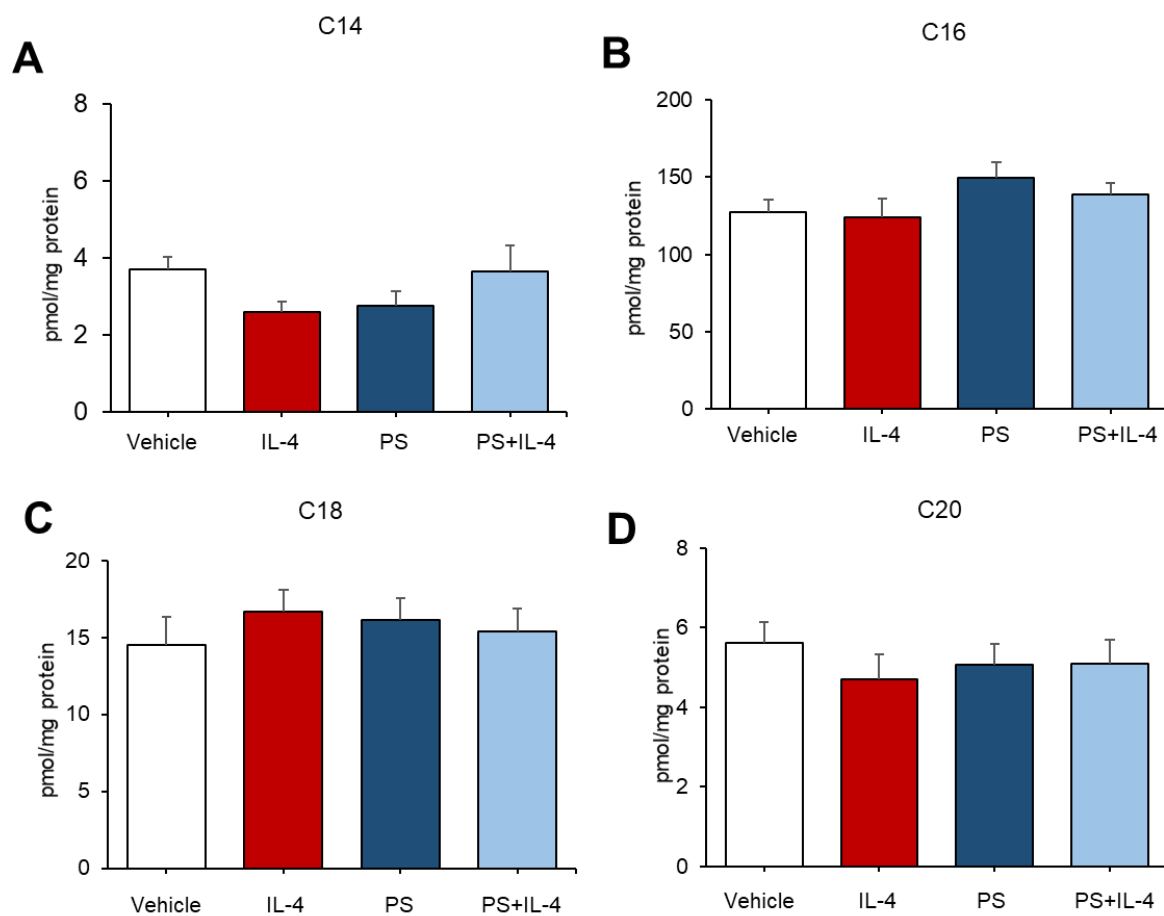 A
C14
pmol/mg protein
8
6
4
2
0
Vehicle IL-4 PS PS+IL-4
B
C16
pmol/mg protein
200
150
100
50
0
Vehicle IL-4 PS PS+IL-4
C
C18
pmol/mg protein
20
15
10
5
0
Vehicle IL-4 PS PS+IL-4
D
C20
pmol/mg protein
8
6
4
2
0
Vehicle IL-4 PS PS+IL-4